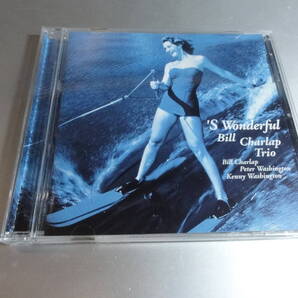 'S Wonderful
Bill Charlap
Trio
Bill Charlap
Peter Washington
Kenny Washington